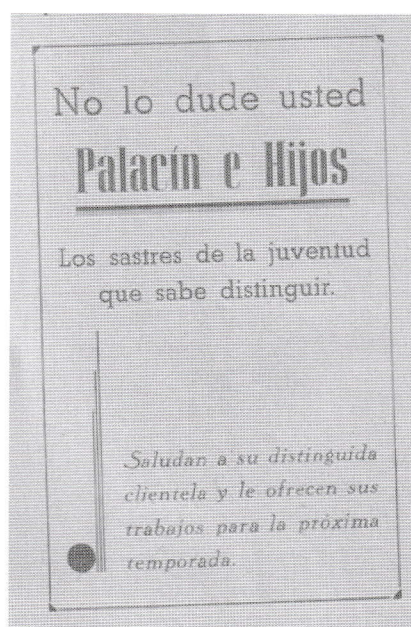 No lo dude usted
Palacín e Hijos
Los sastres de la juventud
que sabe distinguir.
Saludan a su distinguida
clientela y le ofrecen sus
trabajos para la próxima
temporada.